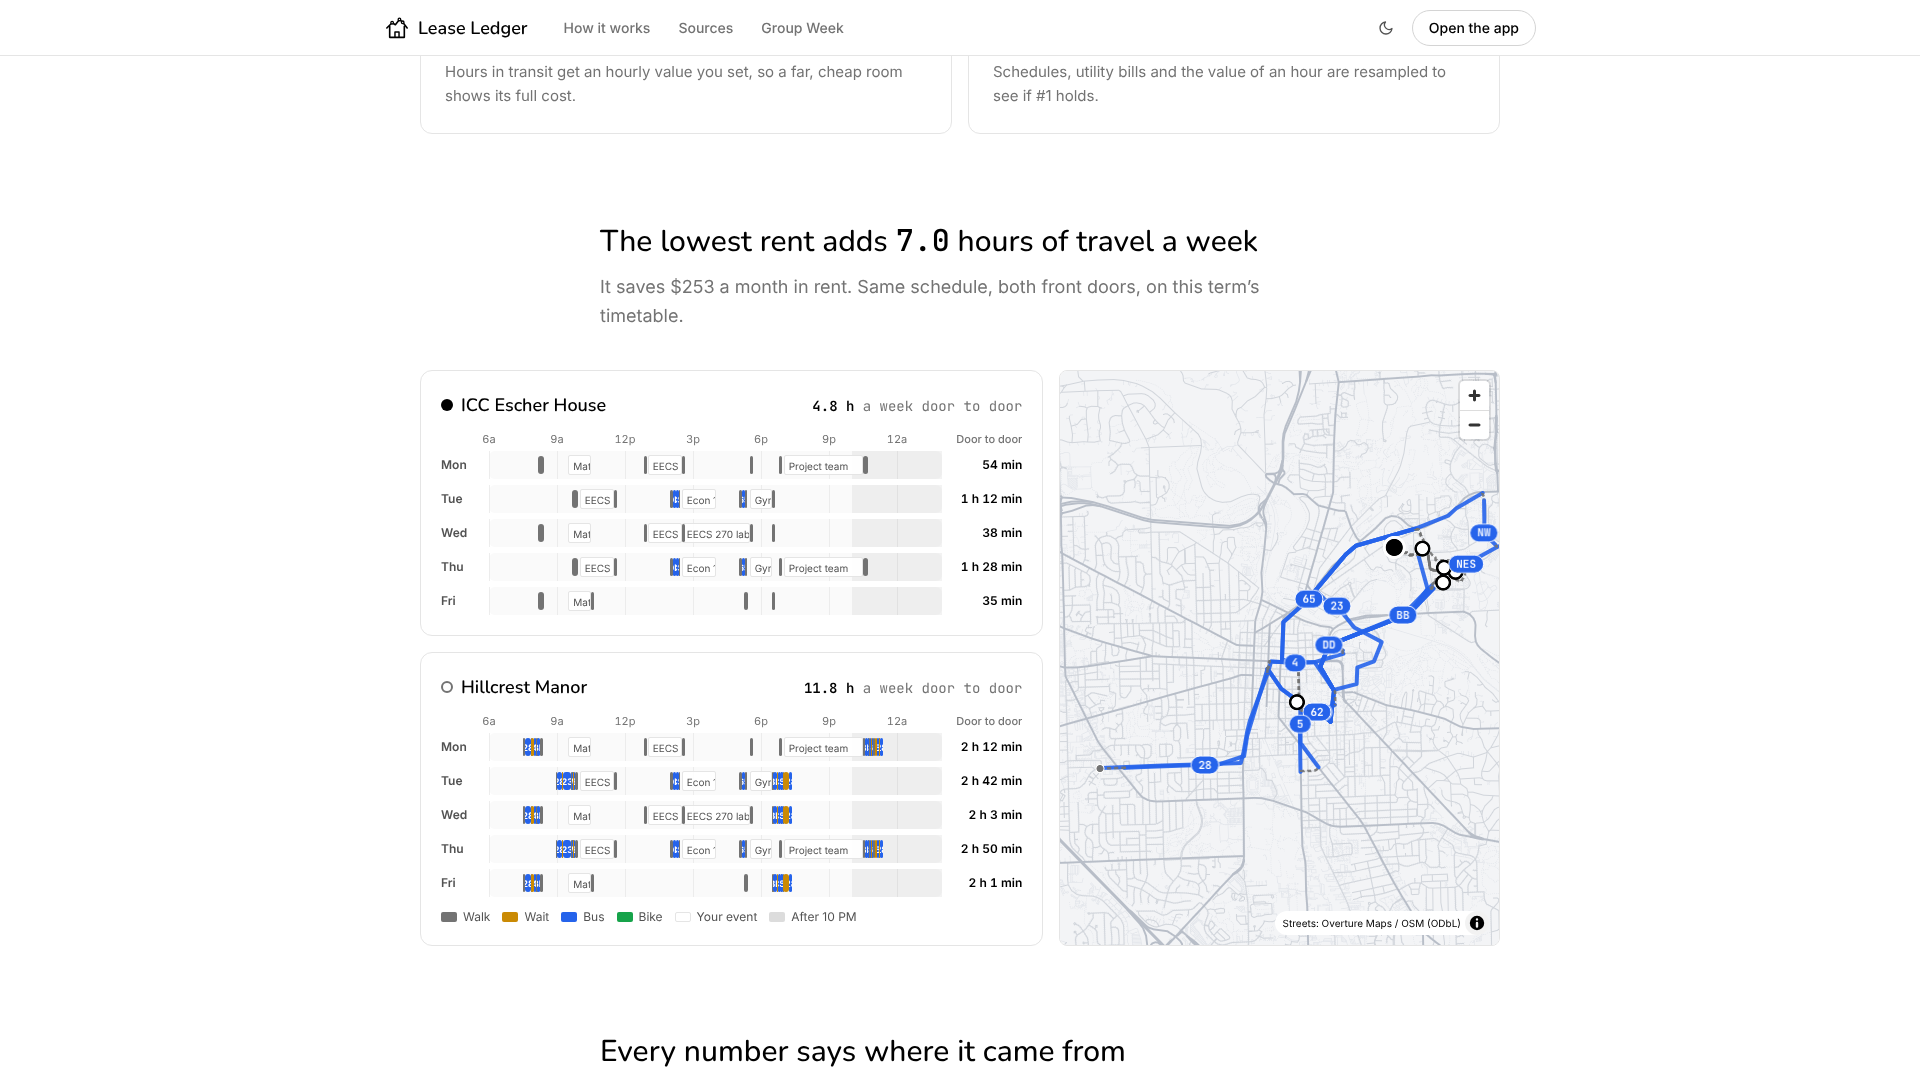 Lease Ledger
How it works
Sources
Group Week
Open the app
Hours in transit get an hourly value you set, so a far, cheap room
shows its full cost.
Schedules, utility bills and the value of an hour are resampled to
see if #1 holds.
The lowest rent adds 7.0 hours of travel a week
It saves $253 a month in rent. Same schedule, both front doors, on this term’s
timetable.
ICC Escher House
4.8 h a week door to door
6a 9a 12p 3p 6p 9p 12a Door to door
Mon Mat EECS Project team 54 min
Tue EECS Econ Gyr 1 h 12 min
Wed Mat EECS EECS 270 lab 38 min
Thu EECS Econ Gyr Project team 1 h 28 min
Fri Mat 35 min
Hillcrest Manor
11.8 h a week door to door
6a 9a 12p 3p 6p 9p 12a Door to door
Mon Mat EECS Project team 2 h 12 min
Tue EECS Econ Gyr 2 h 42 min
Wed Mat EECS EECS 270 lab 2 h 3 min
Thu EECS Econ Gyr Project team 2 h 50 min
Fri Mat 2 h 1 min
Walk Wait Bus Bike Your event After 10 PM
+
−
NW
NES
65
23
BB
DD
4
62
5
28
Streets: Overture Maps / OSM (ODbL)
Every number says where it came from